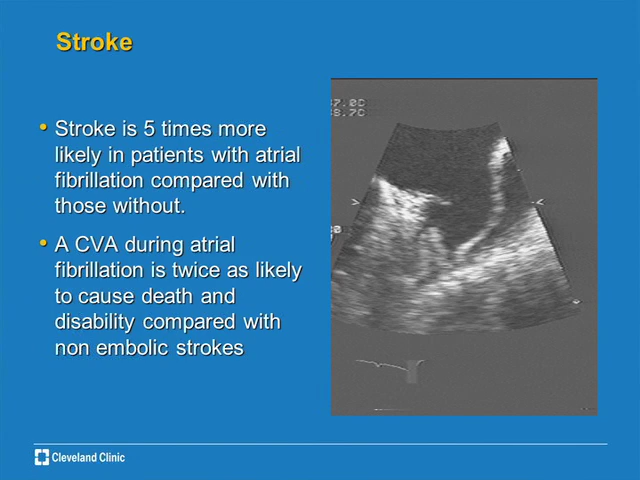 Stroke
• Stroke is 5 times more
likely in patients with atrial
fibrillation compared with
those without.
• A CVA during atrial
fibrillation is twice as likely
to cause death and
disability compared with
non embolic strokes
Cleveland Clinic